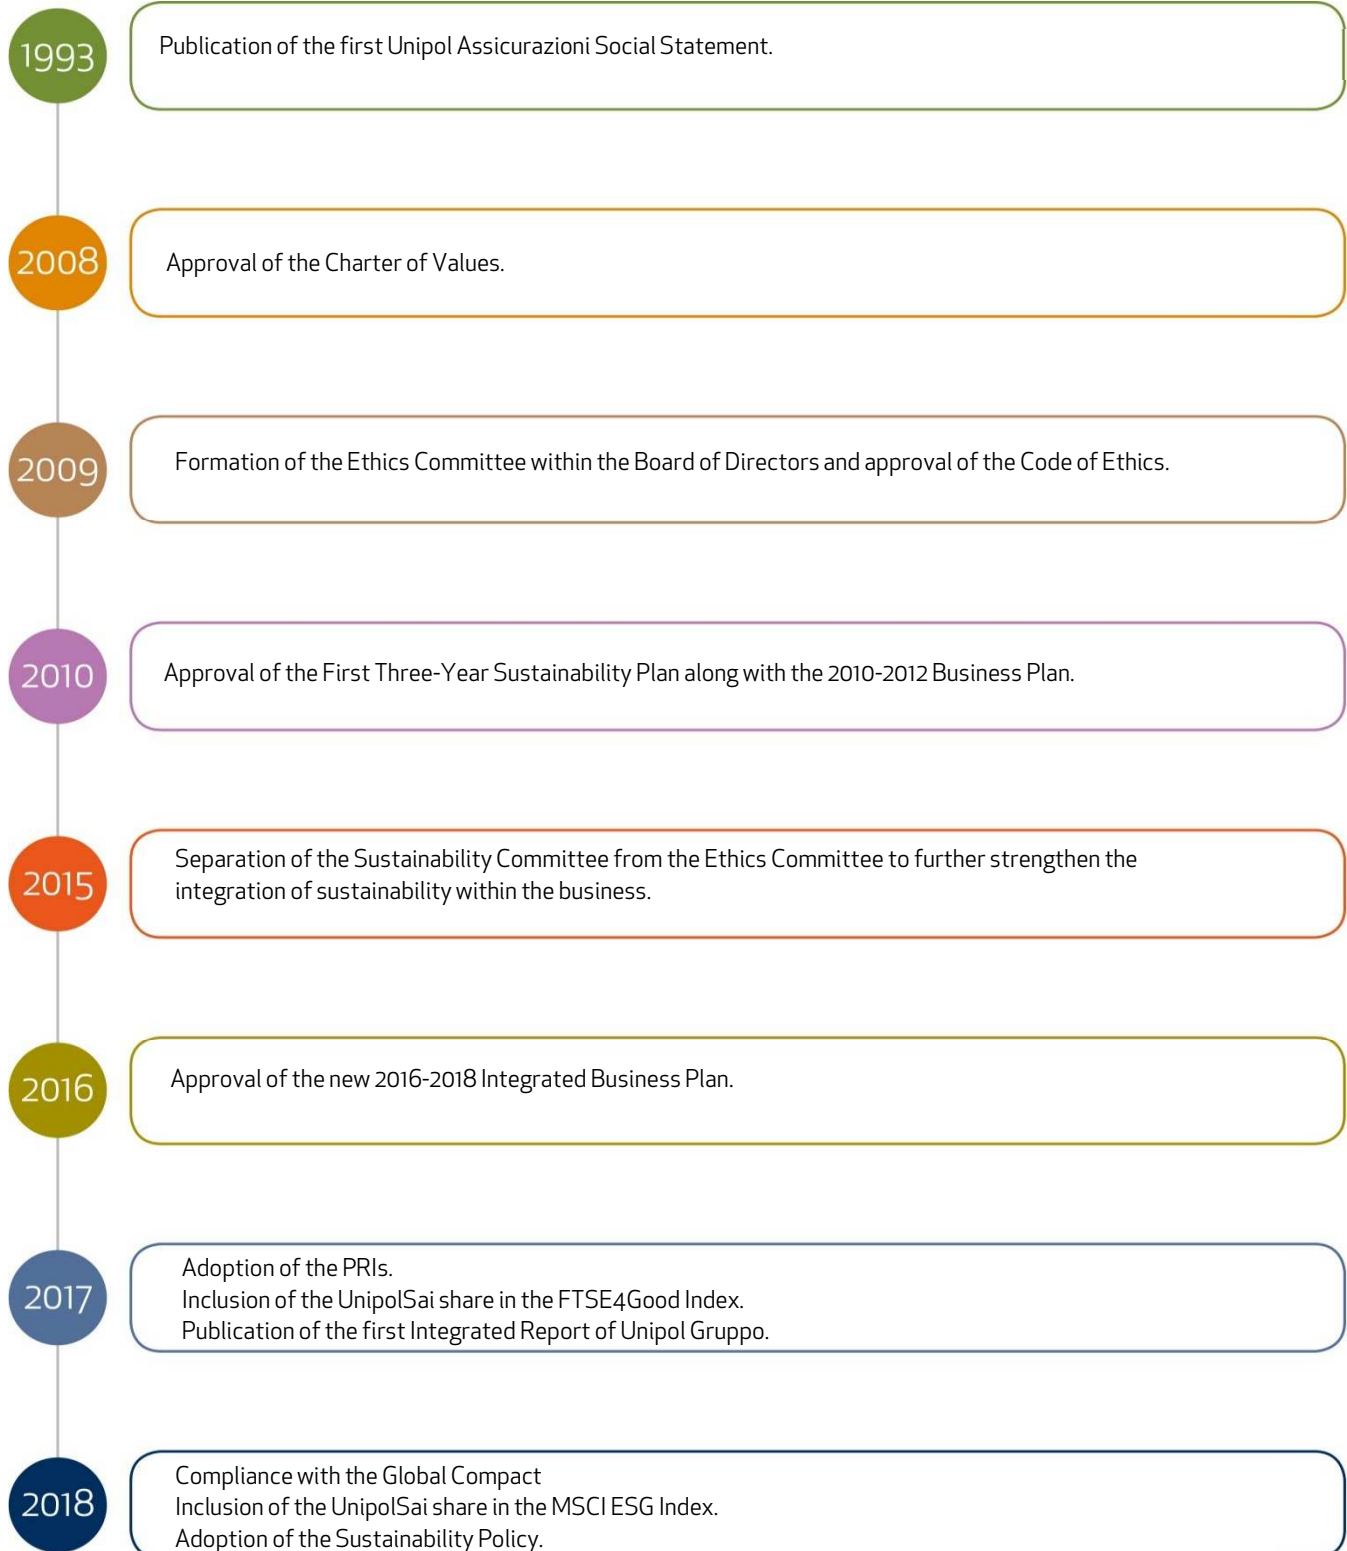 1993
Publication of the first Unipol Assicurazioni Social Statement.
2008
Approval of the Charter of Values.
2009
Formation of the Ethics Committee within the Board of Directors and approval of the Code of Ethics.
2010
Approval of the First Three-Year Sustainability Plan along with the 2010-2012 Business Plan.
2015
Separation of the Sustainability Committee from the Ethics Committee to further strengthen the
integration of sustainability within the business.
2016
Approval of the new 2016-2018 Integrated Business Plan.
2017
Adoption of the PRIs.
Inclusion of the UnipolSai share in the FTSE4Good Index.
Publication of the first Integrated Report of Unipol Gruppo.
2018
Compliance with the Global Compact
Inclusion of the UnipolSai share in the MSCI ESG Index.
Adoption of the Sustainability Policy.